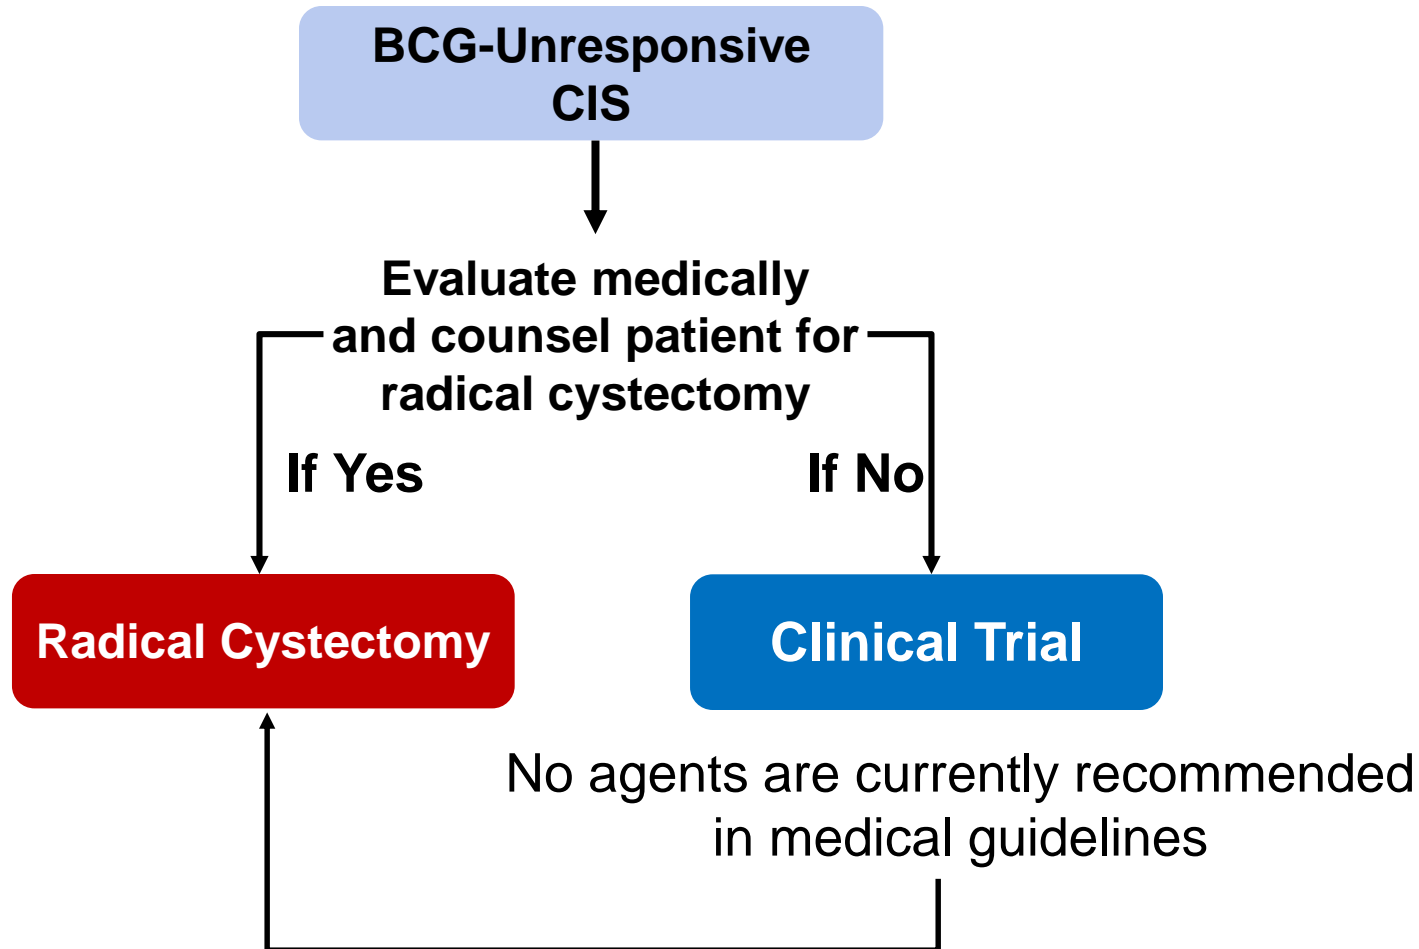 BCG-Unresponsive
CIS
Evaluate medically
and counsel patient for
radical cystectomy
If Yes
If No
Radical Cystectomy
Clinical Trial
No agents are currently recommended
in medical guidelines